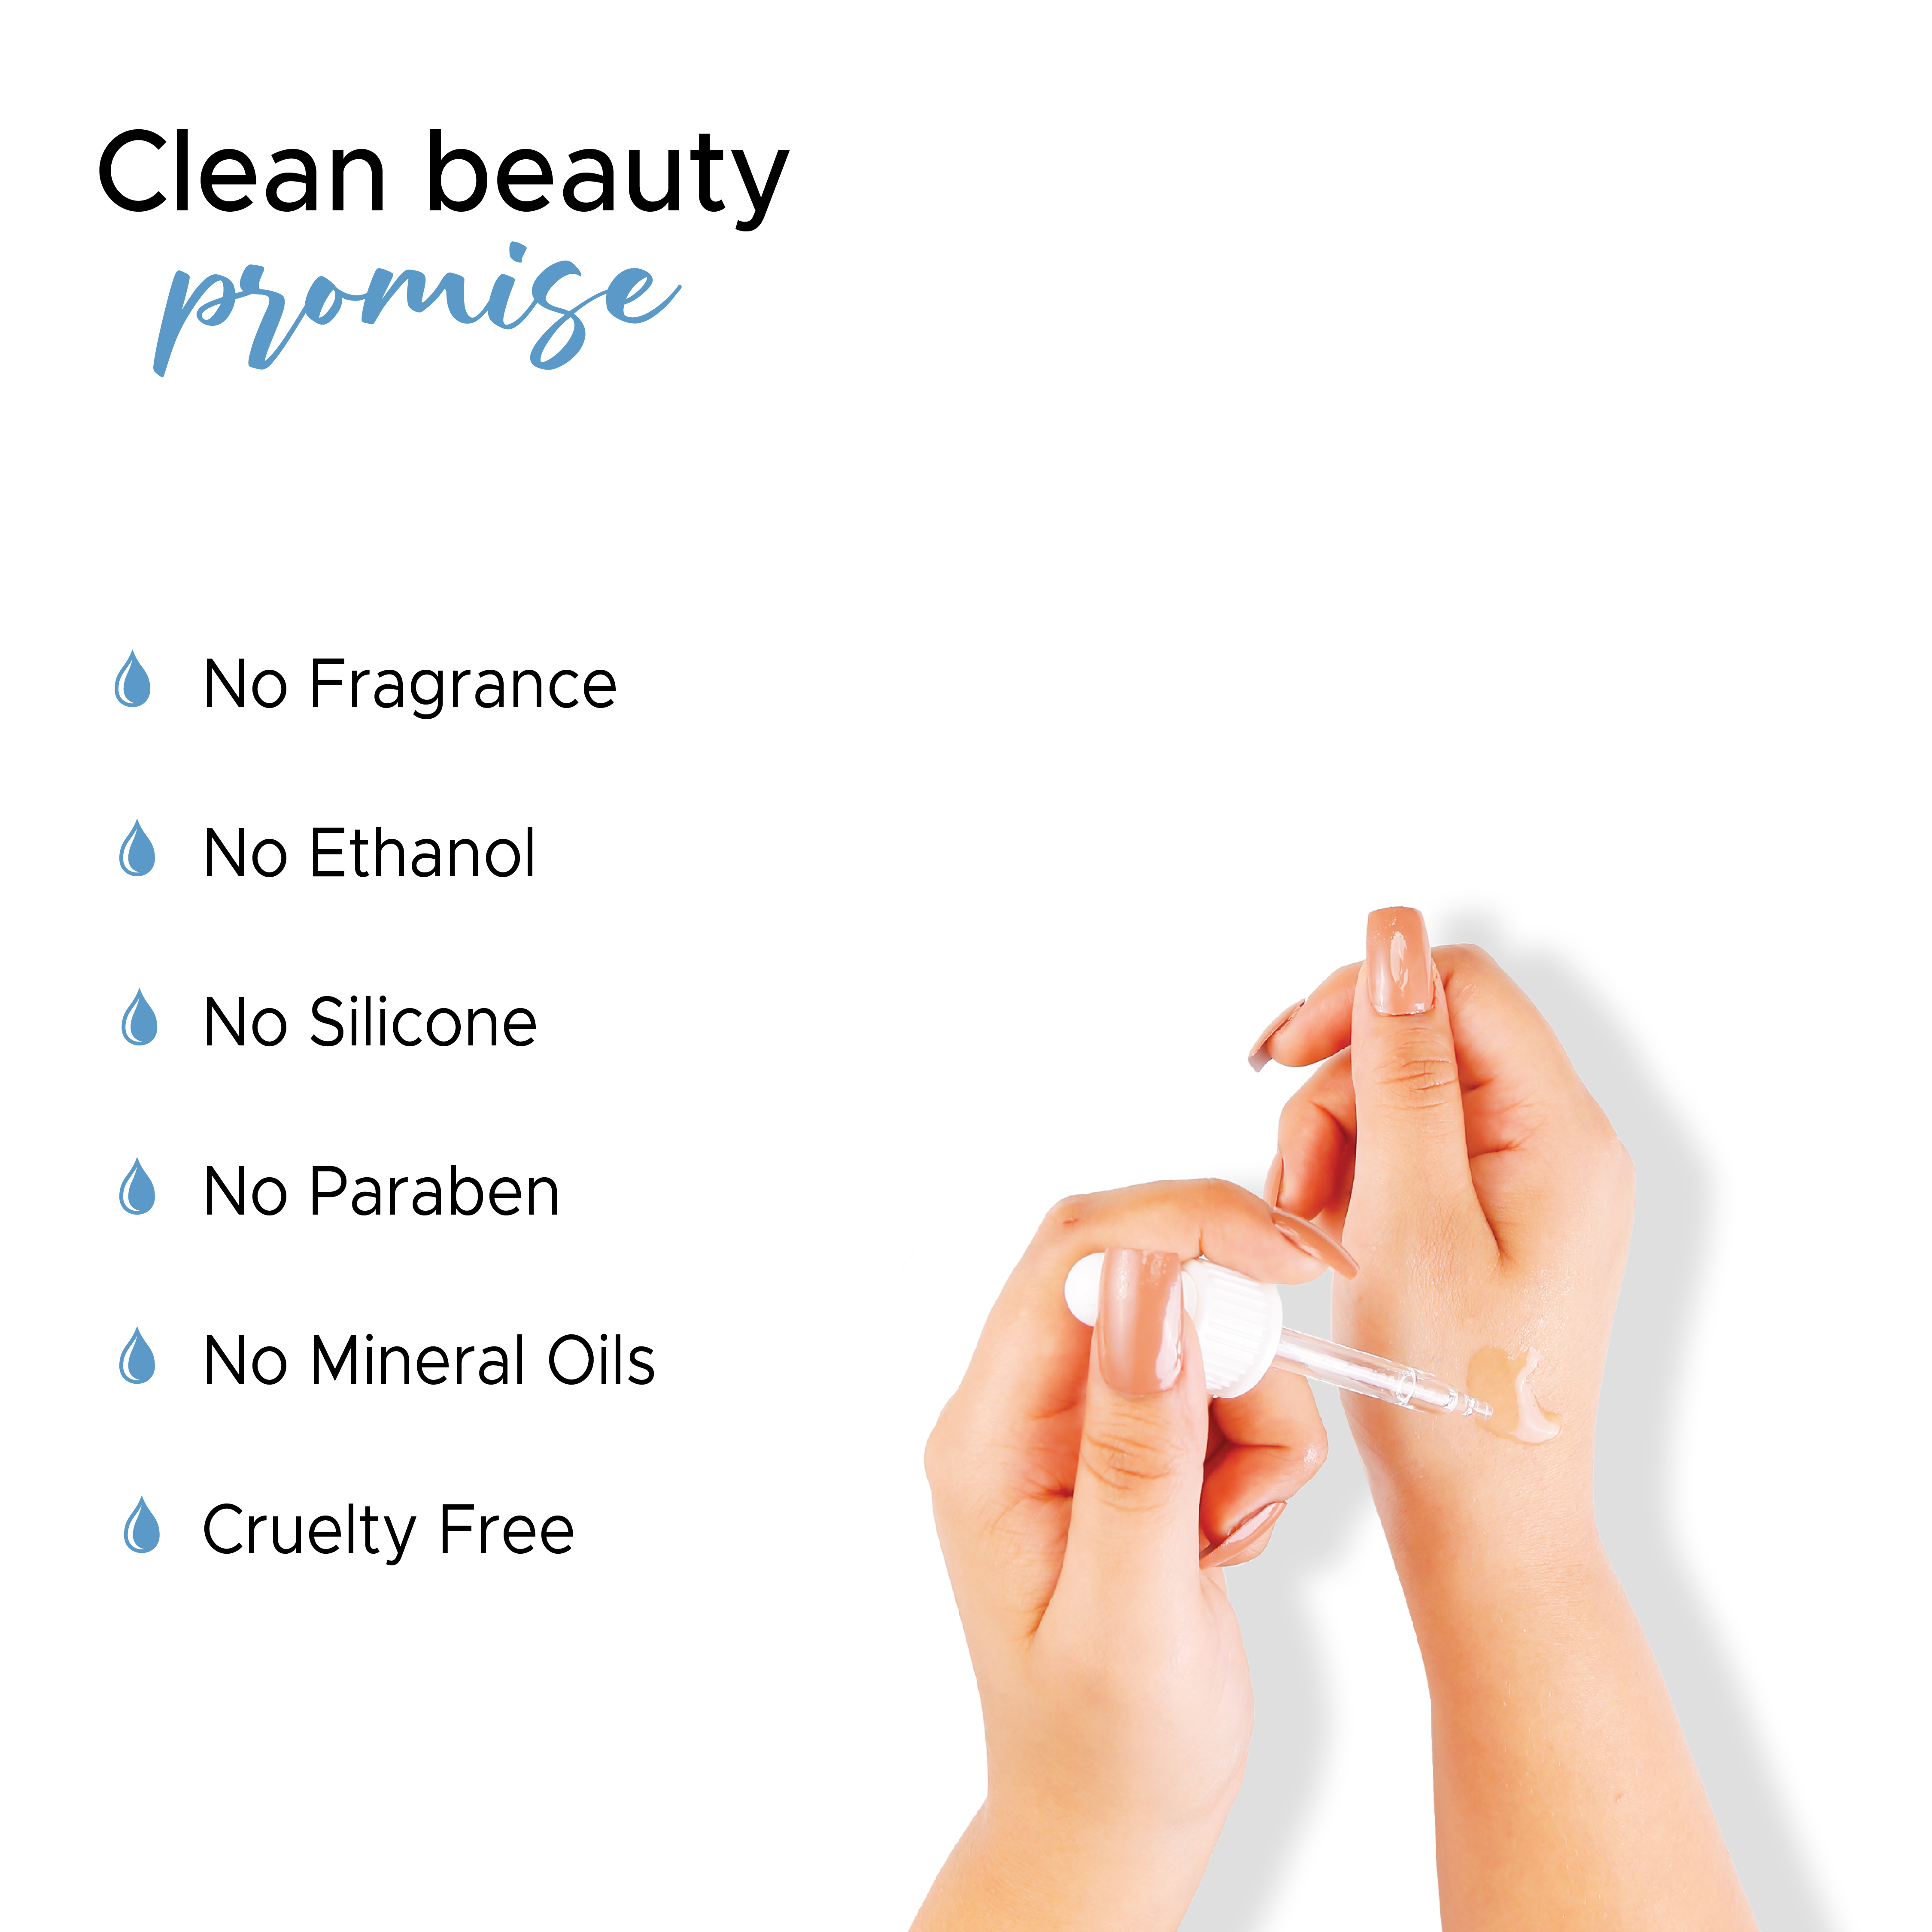 Clean beauty
promise
No Fragrance
No Ethanol
No Silicone
No Paraben
No Mineral Oils
Cruelty Free